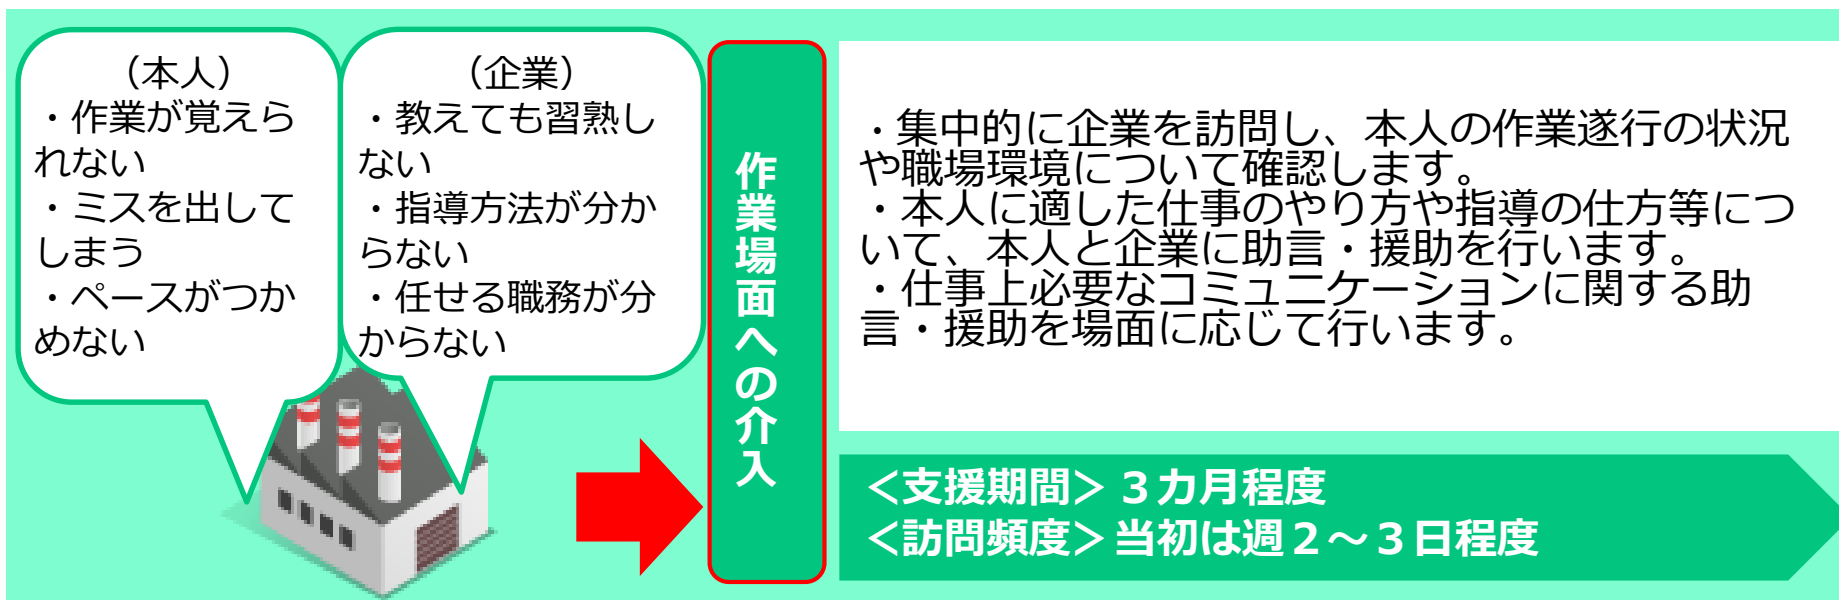 （本人）
・作業が覚えら
れない
・ミスを出して
しまう
・ペースがつか
めない
（企業）
・教えても習熟し
ない
・指導方法が分か
らない
・任せる職務が分
からない
作業場面への介入
・集中的に企業を訪問し、本人の作業遂行の状況
や職場環境について確認します。
・本人に適した仕事のやり方や指導の仕方等につ
いて、本人と企業に助言・援助を行います。
・仕事上必要なコミュニケーションに関する助
言・援助を場面に応じて行います。
＜支援期間＞３カ月程度
＜訪問頻度＞当初は週２～３日程度